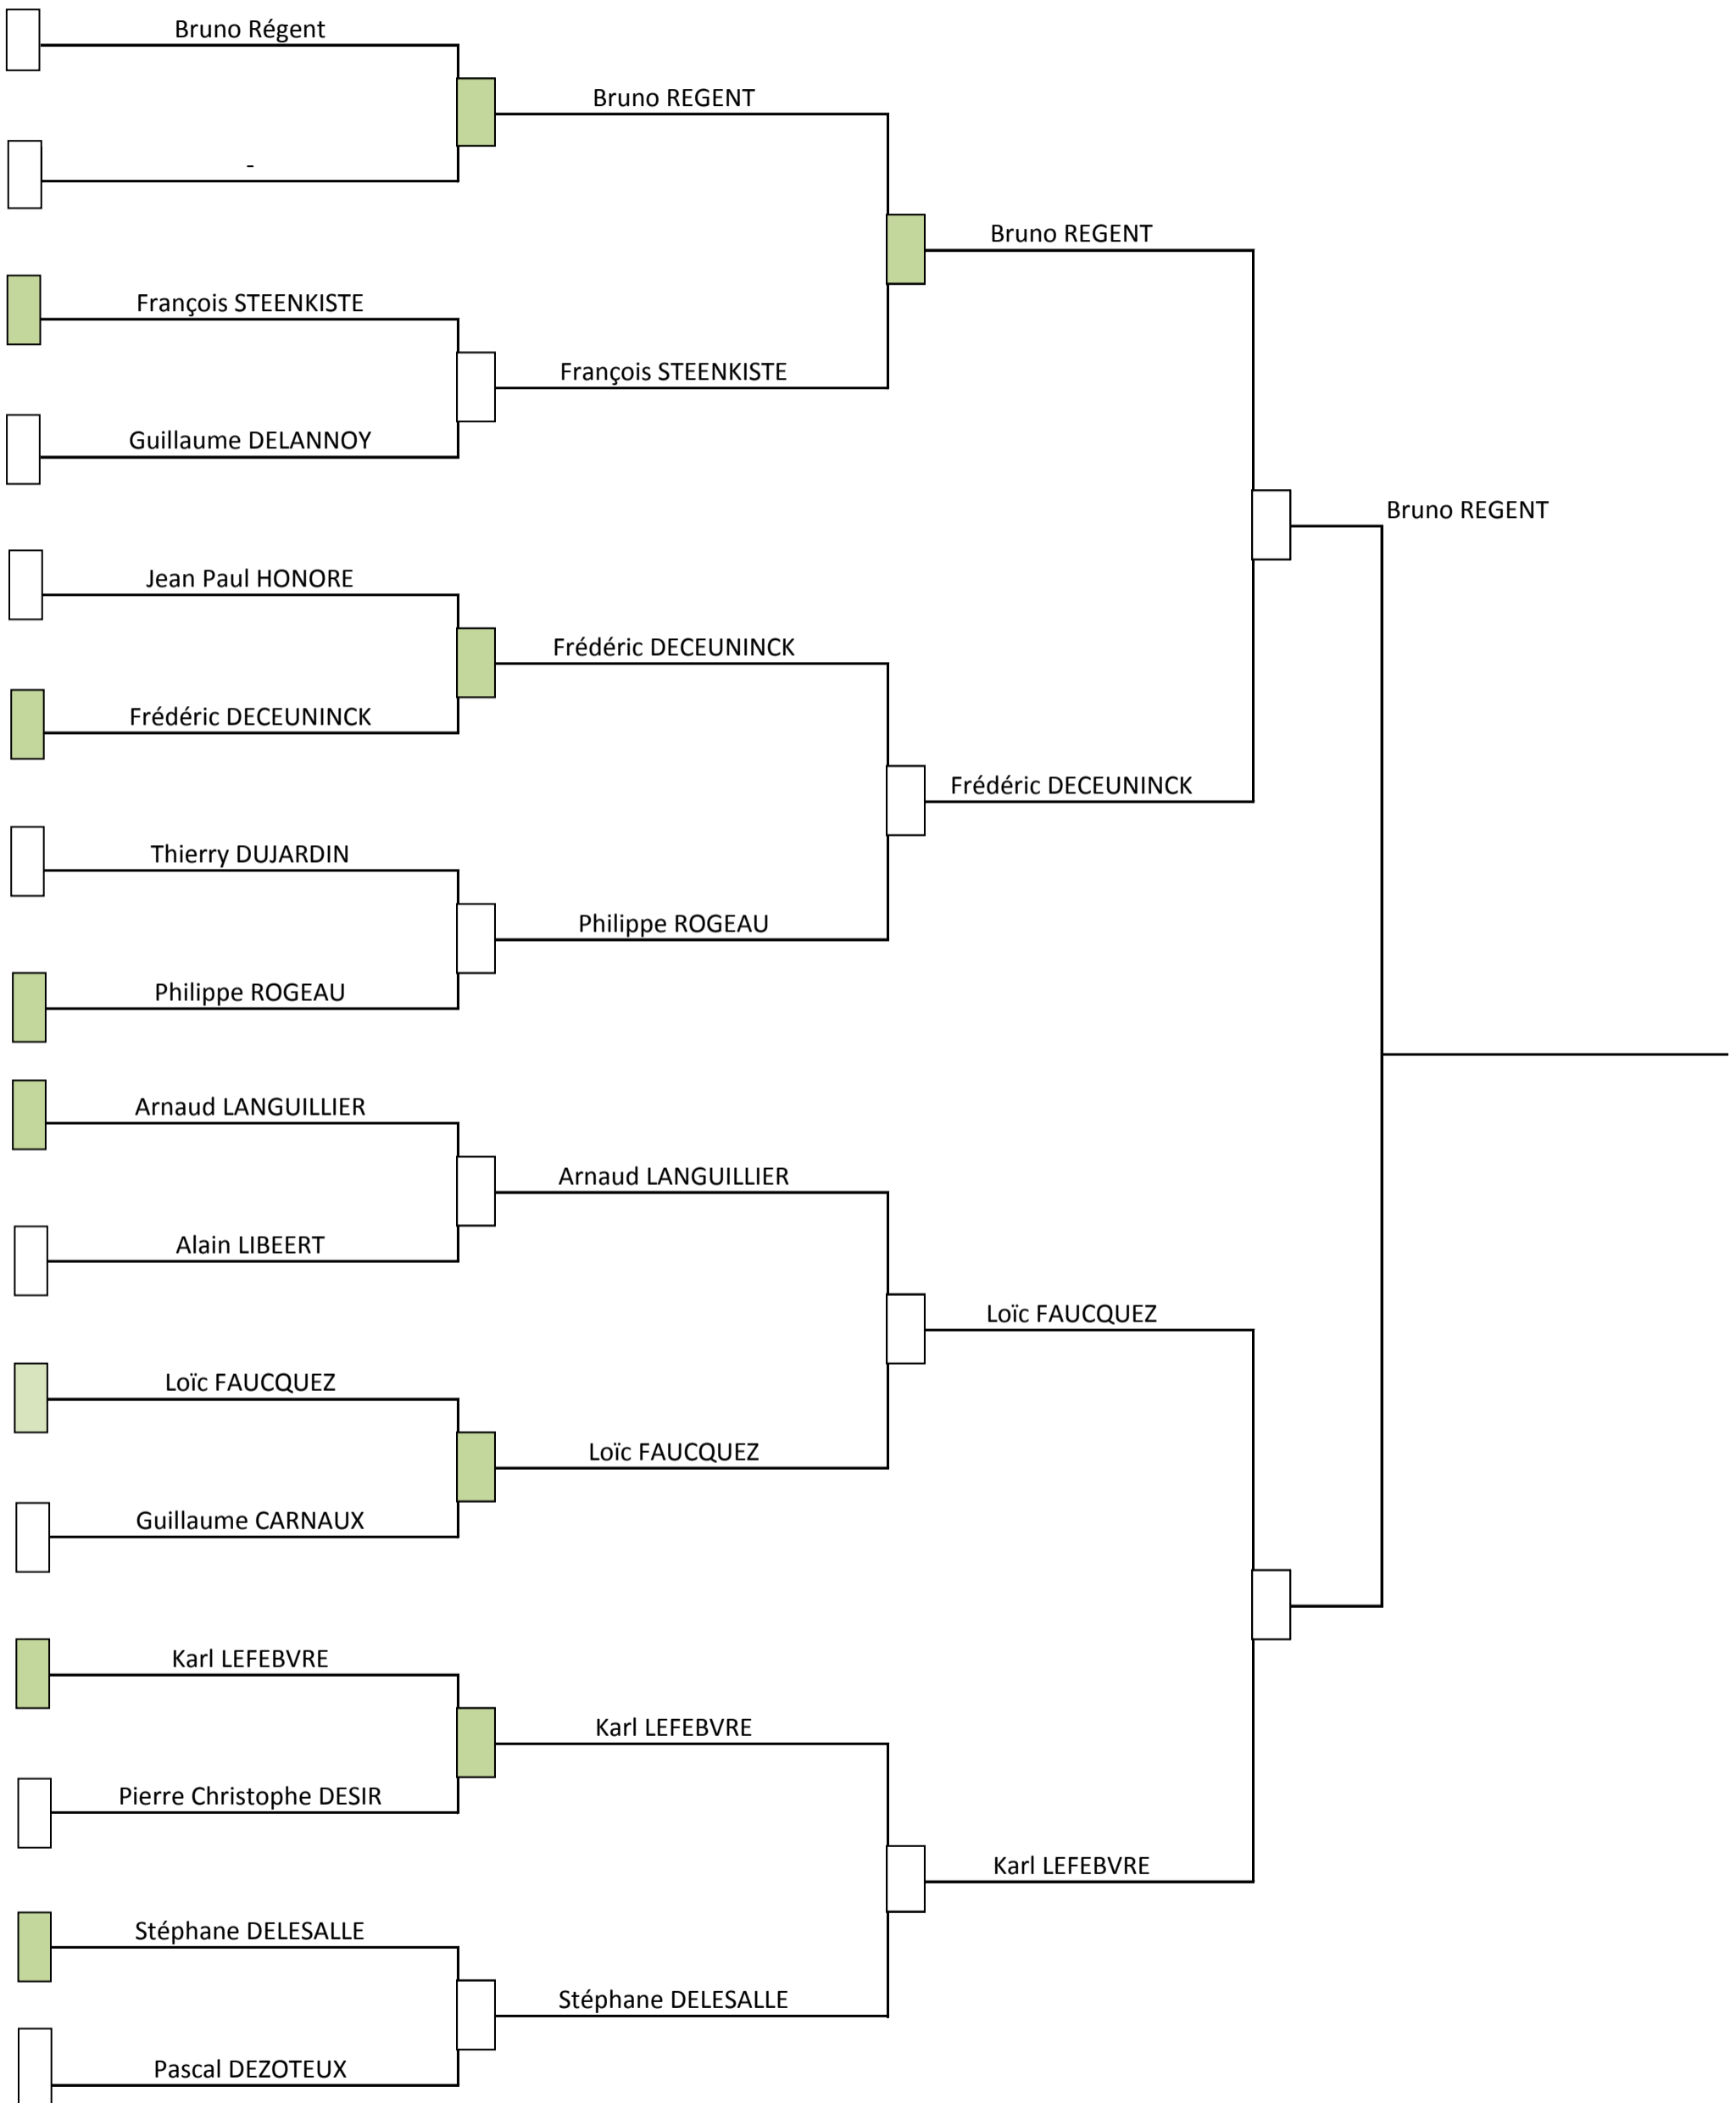 Bruno Régent
-
François STEENKISTE
Guillaume DELANNOY
Jean Paul HONORE
Frédéric DECEUNINCK
Thierry DUJARDIN
Philippe ROGEAU
Arnaud LANGUILLIER
Alain LIBEERT
Loïc FAUCQUEZ
Guillaume CARNAUX
Karl LEFEBVRE
Pierre Christophe DESIR
Stéphane DELESALLE
Pascal DEZOTEUX
Bruno REGENT
François STEENKISTE
Frédéric DECEUNINCK
Philippe ROGEAU
Arnaud LANGUILLIER
Loïc FAUCQUEZ
Karl LEFEBVRE
Stéphane DELESALLE
Bruno REGENT
Frédéric DECEUNINCK
Loïc FAUCQUEZ
Karl LEFEBVRE
Bruno REGENT